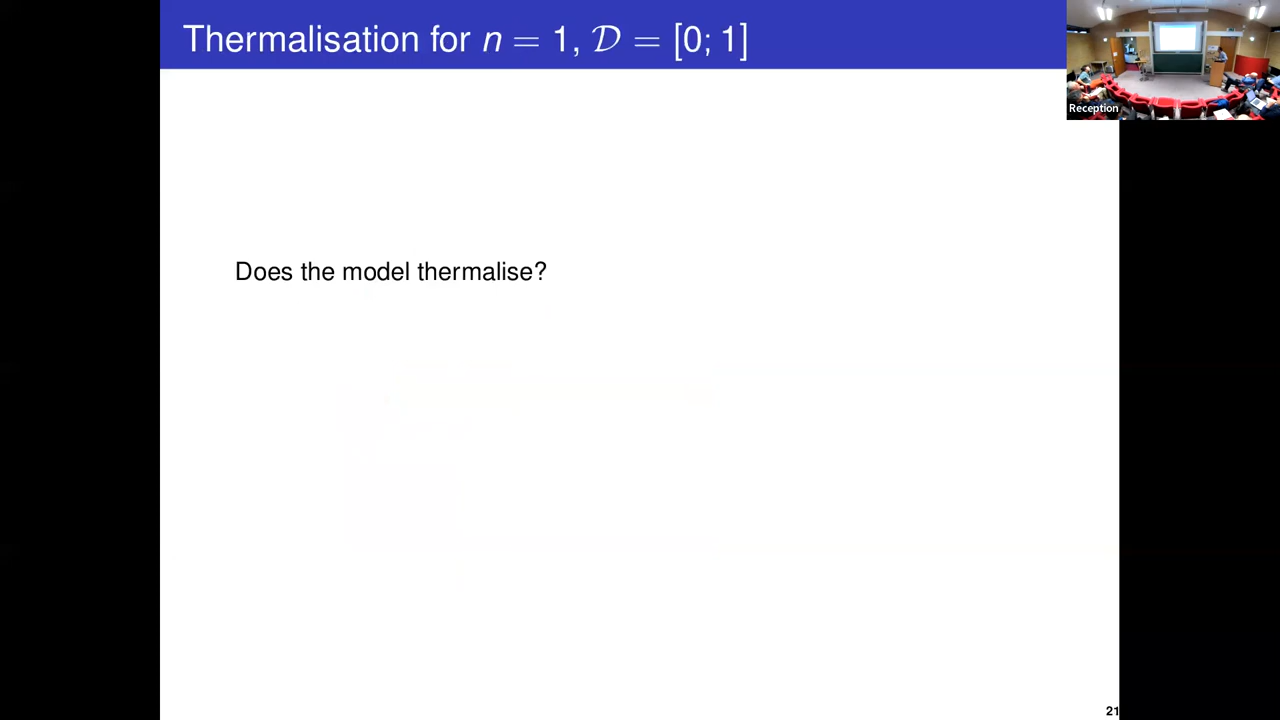 Thermalisation for n = 1, 𝒟 = [0; 1]
Reception
Does the model thermalise?
21